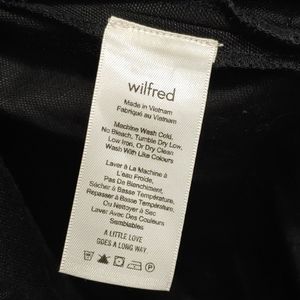 wilfred
Made in Vietnam
Fabriqué au Vietnam
Machine Wash Cold,
No Bleach, Tumble Dry Low,
Low Iron, Or Dry Clean
Wash With Like Colours
Laver À La Machine À
L'eau Froide,
Pas De Blanchiment,
Sécher À Basse Température,
Repasser À Basse Température
Ou Nettoyer À Sec
Laver Avec Des Couleurs
Semblables
A LITTLE LOVE
GOES A LONG WAY